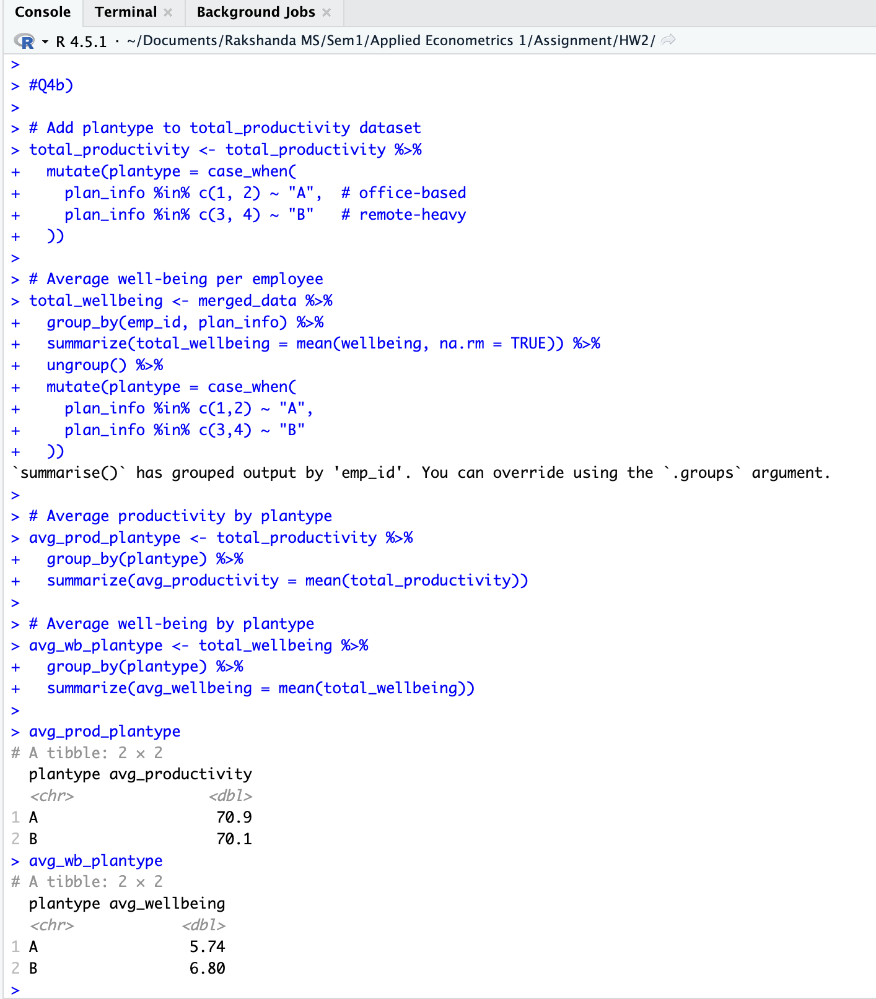 Console Terminal × Background Jobs ×
R R 4.5.1 · ~/Documents/Rakshanda MS/Sem1/Applied Econometrics 1/Assignment/HW2/
>
> #Q4b)
>
> # Add plantype to total_productivity dataset
> total_productivity <- total_productivity %>%
+   mutate(plantype = case_when(
+     plan_info %in% c(1, 2) ~ "A",  # office-based
+     plan_info %in% c(3, 4) ~ "B"   # remote-heavy
+   ))
>
> # Average well-being per employee
> total_wellbeing <- merged_data %>%
+   group_by(emp_id, plan_info) %>%
+   summarize(total_wellbeing = mean(wellbeing, na.rm = TRUE)) %>%
+   ungroup() %>%
+   mutate(plantype = case_when(
+     plan_info %in% c(1,2) ~ "A",
+     plan_info %in% c(3,4) ~ "B"
+   ))
`summarise()` has grouped output by 'emp_id'. You can override using the `.groups` argument.
>
> # Average productivity by plantype
> avg_prod_plantype <- total_productivity %>%
+   group_by(plantype) %>%
+   summarize(avg_productivity = mean(total_productivity))
>
> # Average well-being by plantype
> avg_wb_plantype <- total_wellbeing %>%
+   group_by(plantype) %>%
+   summarize(avg_wellbeing = mean(total_wellbeing))
>
> avg_prod_plantype
# A tibble: 2 × 2
  plantype avg_productivity
  <chr>               <dbl>
1 A                    70.9
2 B                    70.1
> avg_wb_plantype
# A tibble: 2 × 2
  plantype avg_wellbeing
  <chr>            <dbl>
1 A                 5.74
2 B                 6.80
>